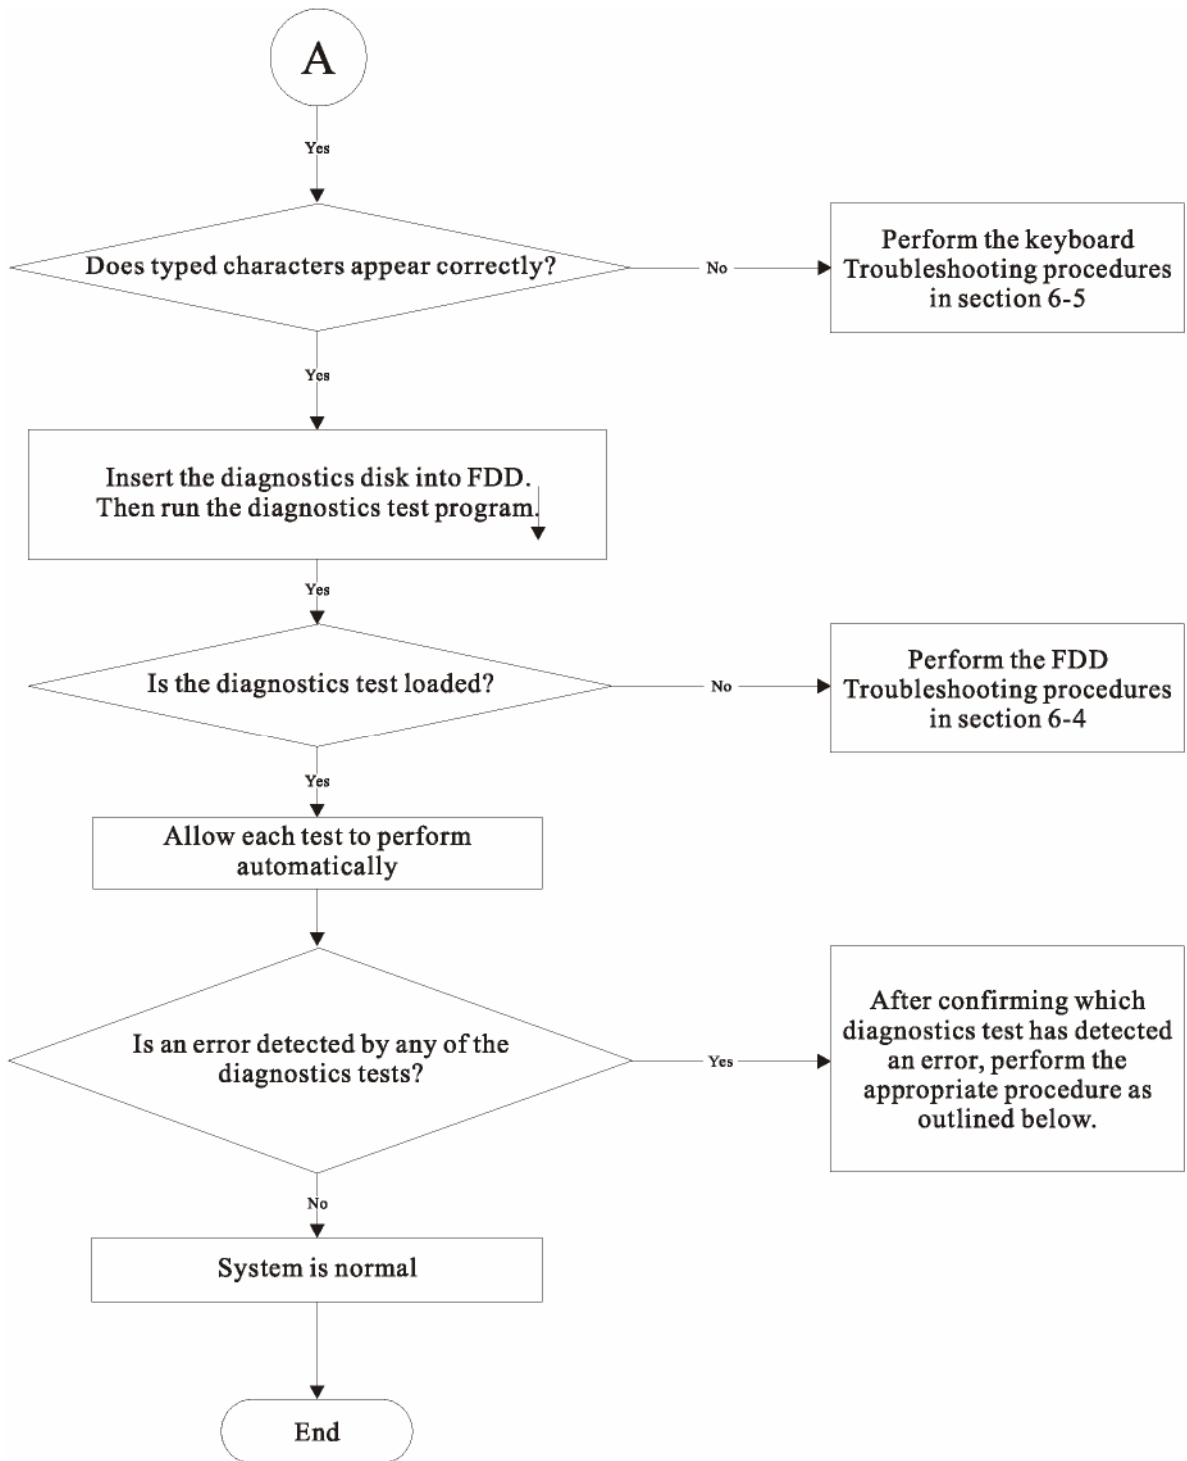 A
Yes
Does typed characters appear correctly?
No
Perform the keyboard
Troubleshooting procedures
in section 6-5
Yes
Insert the diagnostics disk into FDD.
Then run the diagnostics test program.
Yes
Is the diagnostics test loaded?
No
Perform the FDD
Troubleshooting procedures
in section 6-4
Yes
Allow each test to perform
automatically
Is an error detected by any of the
diagnostics tests?
Yes
After confirming which
diagnostics test has detected
an error, perform the
appropriate procedure as
outlined below.
No
System is normal
End